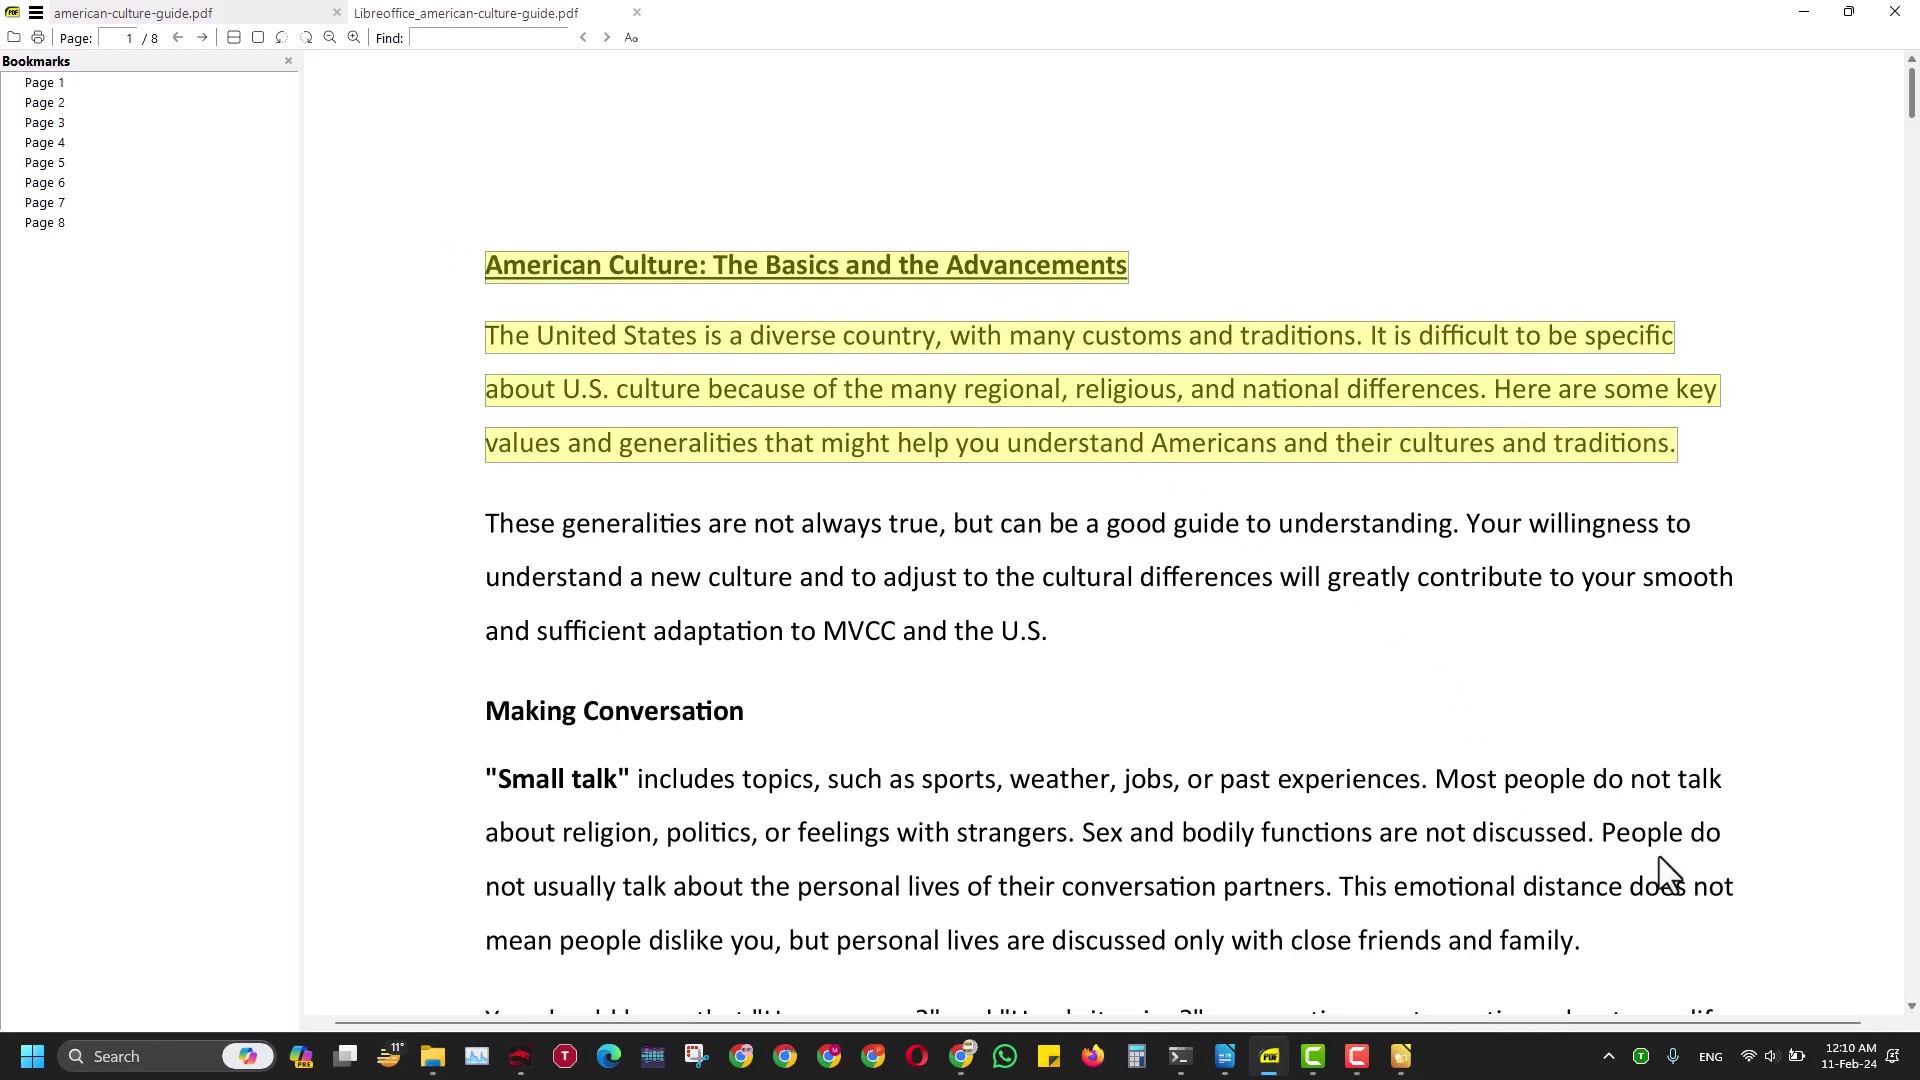 american-culture-guide.pdf
Libreoffice_american-culture-guide.pdf
Page: 1 / 8
Find:
Aa
Bookmarks
Page 1
Page 2
Page 3
Page 4
Page 5
Page 6
Page 7
Page 8
American Culture: The Basics and the Advancements
The United States is a diverse country, with many customs and traditions. It is difficult to be specific
about U.S. culture because of the many regional, religious, and national differences. Here are some key
values and generalities that might help you understand Americans and their cultures and traditions.
These generalities are not always true, but can be a good guide to understanding. Your willingness to
understand a new culture and to adjust to the cultural differences will greatly contribute to your smooth
and sufficient adaptation to MVCC and the U.S.
Making Conversation
"Small talk" includes topics, such as sports, weather, jobs, or past experiences. Most people do not talk
about religion, politics, or feelings with strangers. Sex and bodily functions are not discussed. People do
not usually talk about the personal lives of their conversation partners. This emotional distance does not
mean people dislike you, but personal lives are discussed only with close friends and family.
Search
PRE
11°
ENG
12:10 AM
11-Feb-24